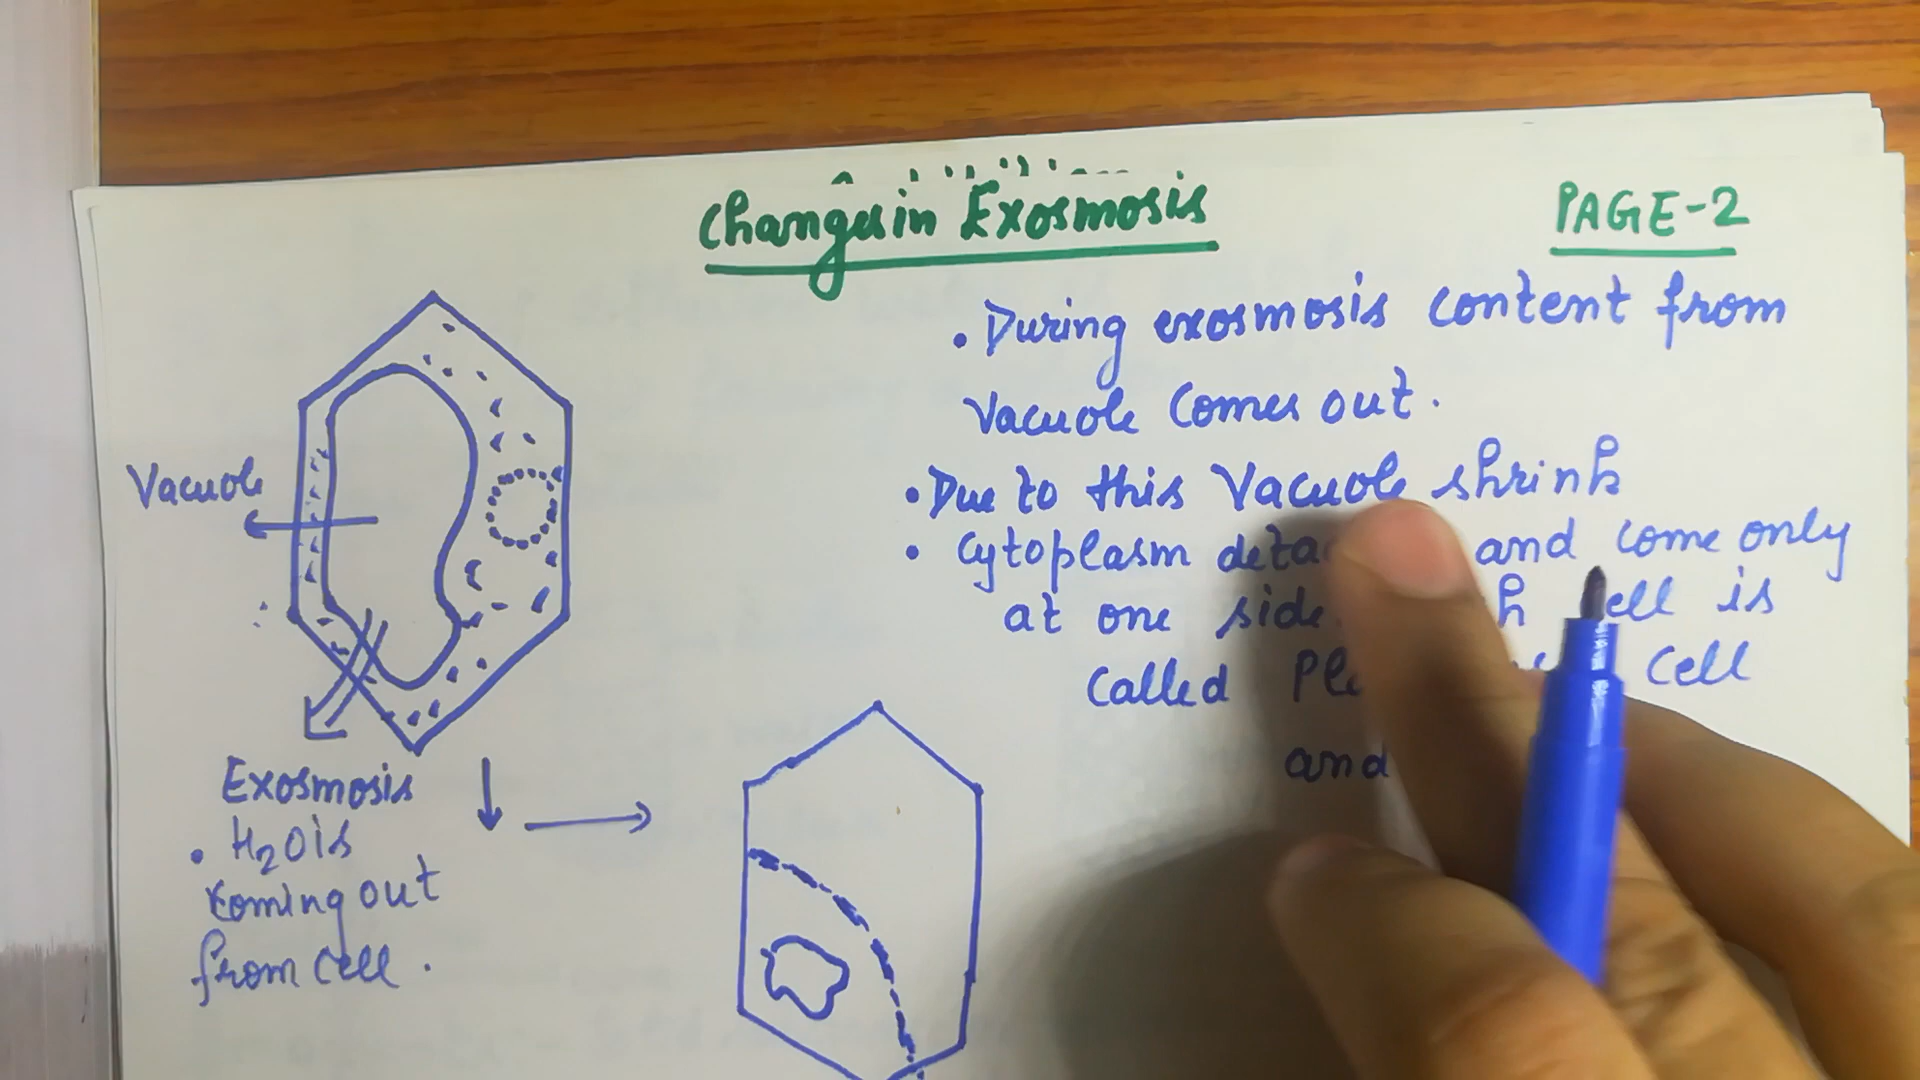 Changes in Exosmosis
PAGE-2
. During exosmosis content from
Vacuole Comes out.
. Due to this Vacuole shrink
. Cytoplasm and come only
at one side. cell is
Called cell
and
Vacuole
Exosmosis
. H2O is
coming out
from cell.